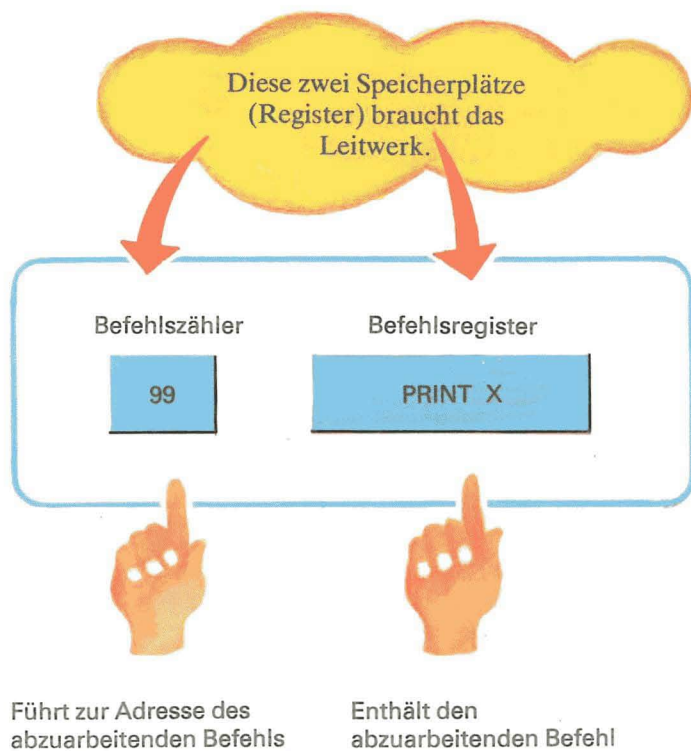 Diese zwei Speicherplätze
(Register) braucht das
Leitwerk.
Befehlszähler
Befehlsregister
99
PRINT X
Führt zur Adresse des
abzuarbeitenden Befehls
Enthält den
abzuarbeitenden Befehl